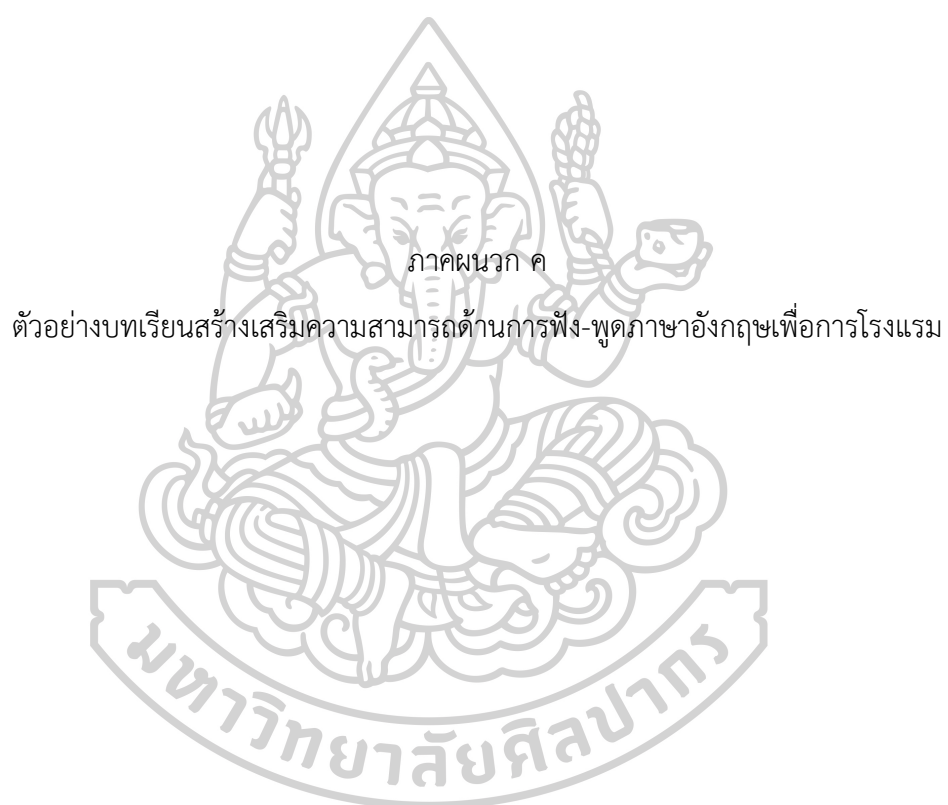 ภาคผนวก ค
ตัวอย่างบทเรียนสร้างเสริมความสามารถด้านการฟัง-พูดภาษาอังกฤษเพื่อการโรงแรม
มหาวิทยาลัยศิลปากร